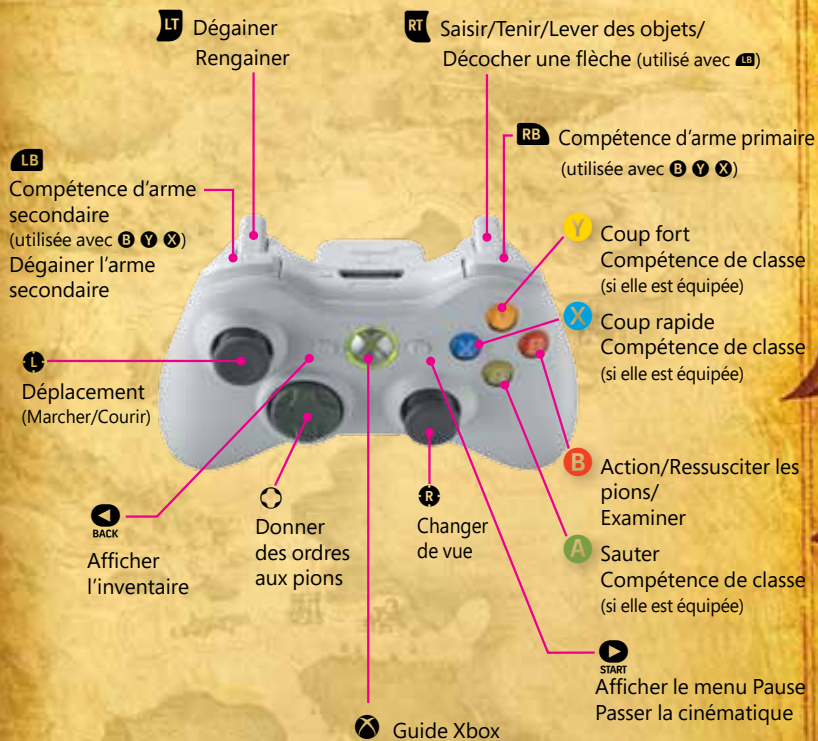 LT Dégainer
Rengainer
RT Saisir/Tenir/Lever des objets/
Décocher une flèche (utilisé avec LB)
LB
Compétence d'arme
secondaire
(utilisée avec B Y X)
Dégainer l'arme
secondaire
RB Compétence d'arme primaire
(utilisée avec B Y X)
Y Coup fort
Compétence de classe
(si elle est équipée)
X Coup rapide
Compétence de classe
(si elle est équipée)
L
Déplacement
(Marcher/Courir)
B Action/Ressusciter les
pions/
Examiner
BACK
Afficher
l'inventaire
Donner
des ordres
aux pions
R
Changer
de vue
A Sauter
Compétence de classe
(si elle est équipée)
START
Afficher le menu Pause
Passer la cinématique
Guide Xbox
Y
X
B
A